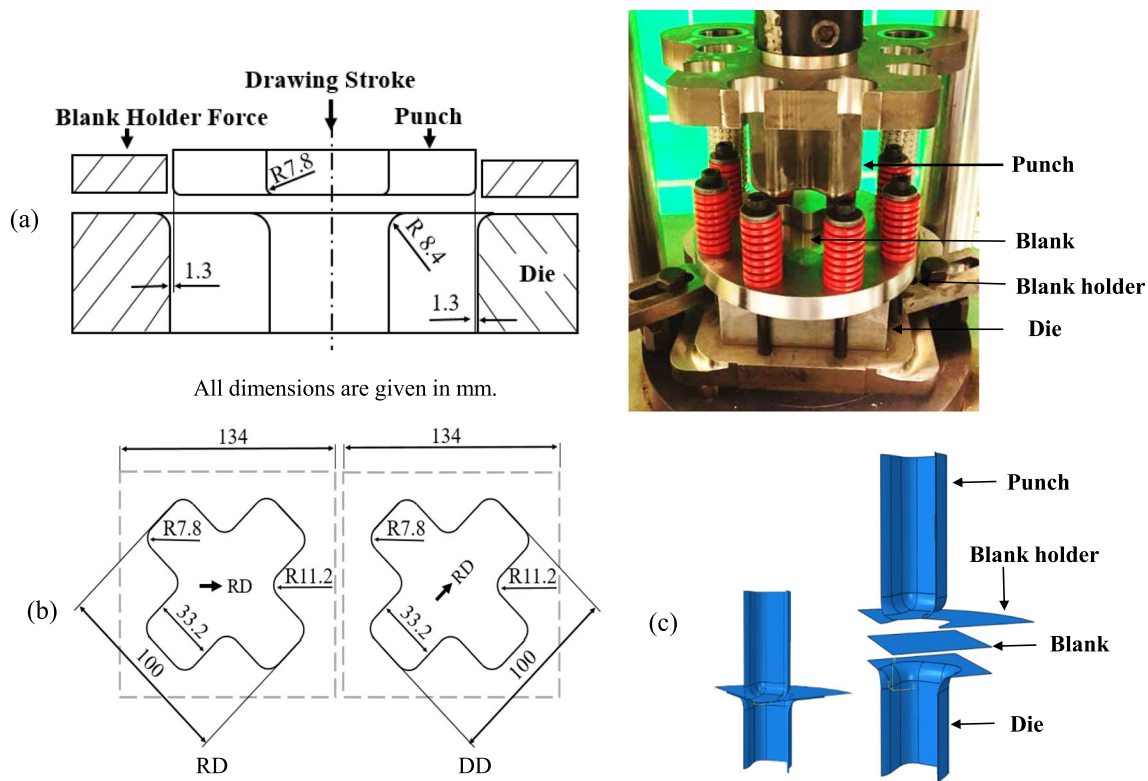 Drawing Stroke
Blank Holder Force
Punch
R7.8
(a)
R 8.4
1.3
Die
1.3
All dimensions are given in mm.
Punch
Blank
Blank holder
Die
134
134
R7.8
R7.8
RD
R11.2
RD
R11.2
(b)
33.2
33.2
100
100
RD
DD
Punch
Blank holder
(c)
Blank
Die